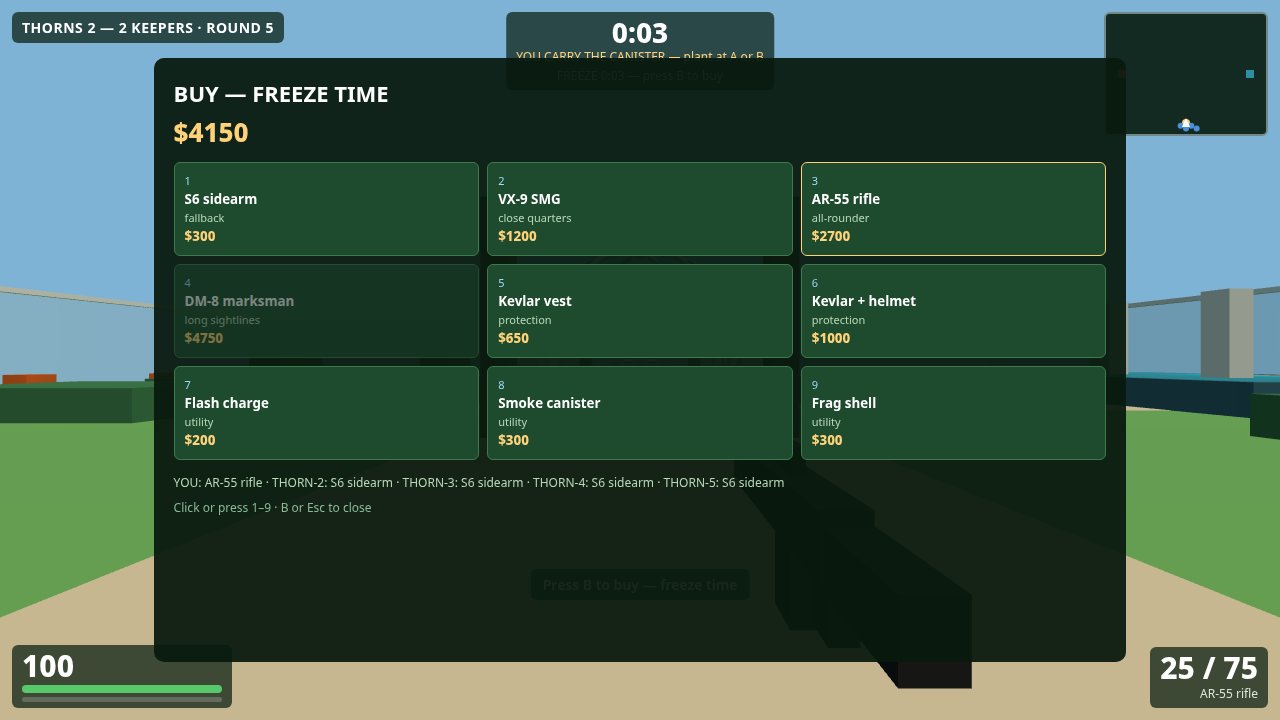 THORNS 2 — 2 KEEPERS · ROUND 5
0:03
YOU CARRY THE CANISTER — plant at A or B
FREEZE 0:03 — press B to buy
BUY — FREEZE TIME
$4150
1
S6 sidearm
fallback
$300
2
VX-9 SMG
close quarters
$1200
3
AR-55 rifle
all-rounder
$2700
4
DM-8 marksman
long sightlines
$4750
5
Kevlar vest
protection
$650
6
Kevlar + helmet
protection
$1000
7
Flash charge
utility
$200
8
Smoke canister
utility
$300
9
Frag shell
utility
$300
YOU: AR-55 rifle · THORN-2: S6 sidearm · THORN-3: S6 sidearm · THORN-4: S6 sidearm · THORN-5: S6 sidearm
Click or press 1–9 · B or Esc to close
Press B to buy — freeze time
100
25 / 75
AR-55 rifle